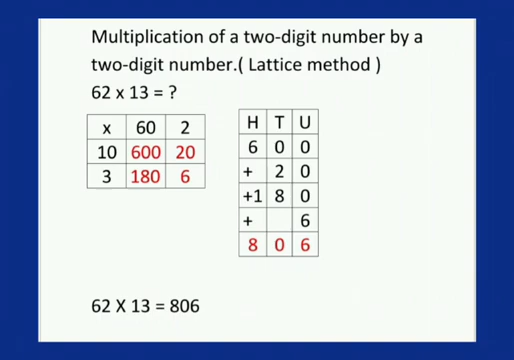 Multiplication of a two-digit number by a
two-digit number.( Lattice method )
62 x 13 = ?
x 60 2
10 600 20
3 180 6
H T U
6 0 0
+ 2 0
+1 8 0
+ 6
8 0 6
62 X 13 = 806